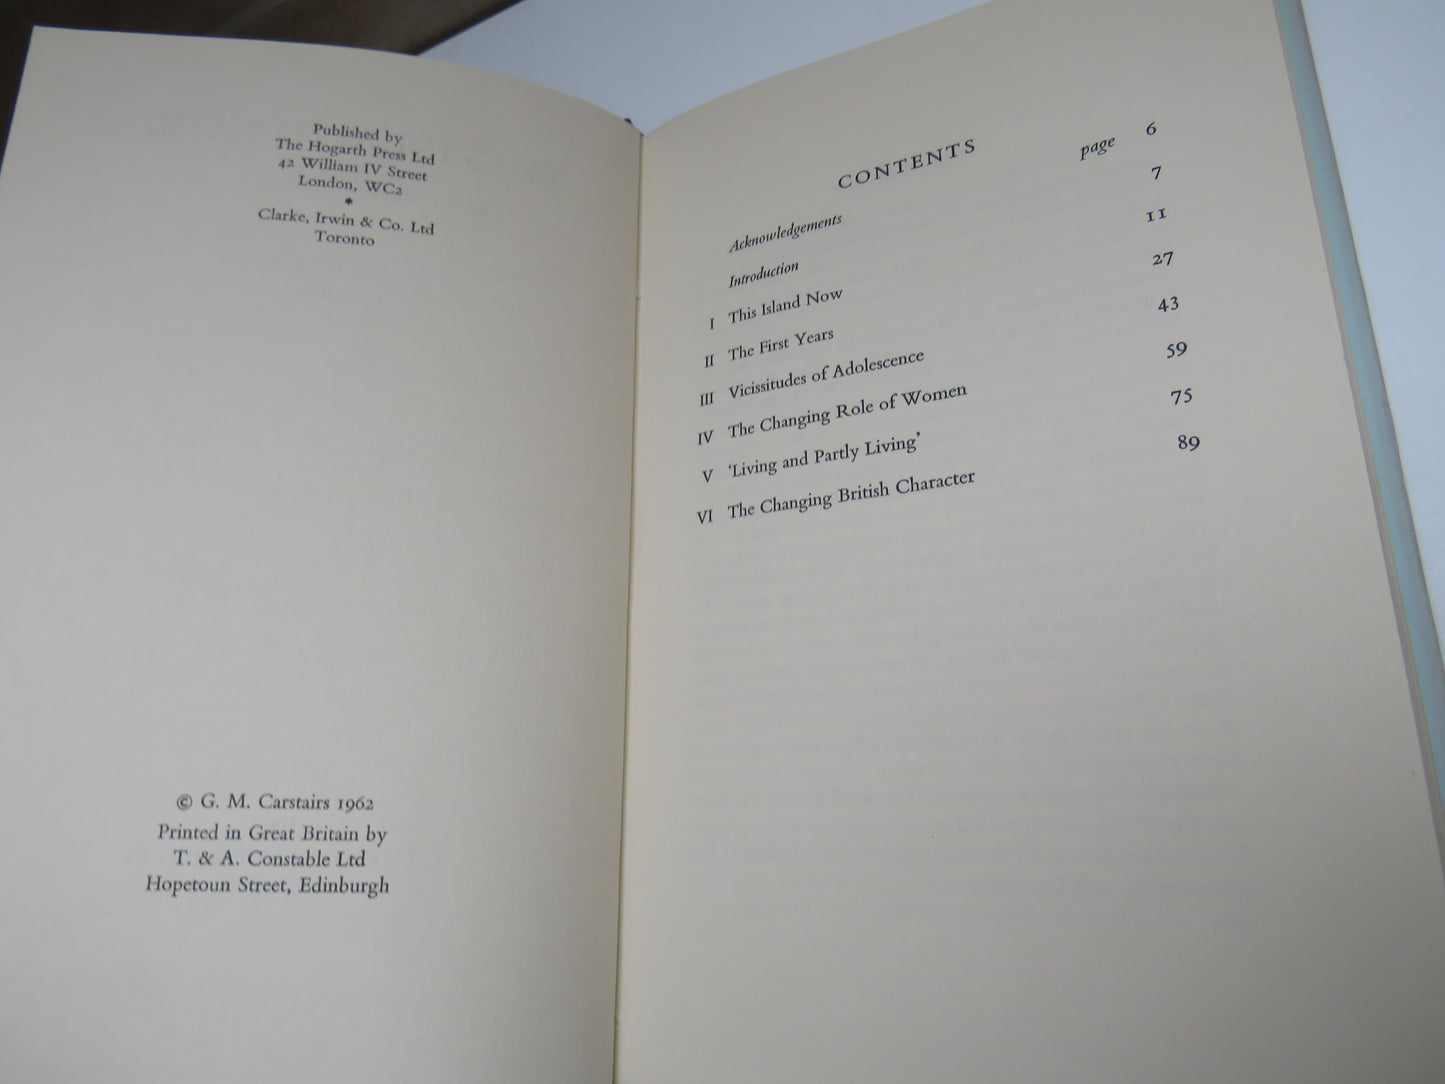 Published by
The Hogarth Press Ltd
42 William IV Street
London, WC2
*
Clarke, Irwin & Co. Ltd
Toronto
© G. M. Carstairs 1962
Printed in Great Britain by
T. & A. Constable Ltd
Hopetoun Street, Edinburgh
CONTENTS
Acknowledgements page 6
Introduction 7
I This Island Now 11
II The First Years 27
III Vicissitudes of Adolescence 43
IV The Changing Role of Women 59
V ‘Living and Partly Living’ 75
VI The Changing British Character 89